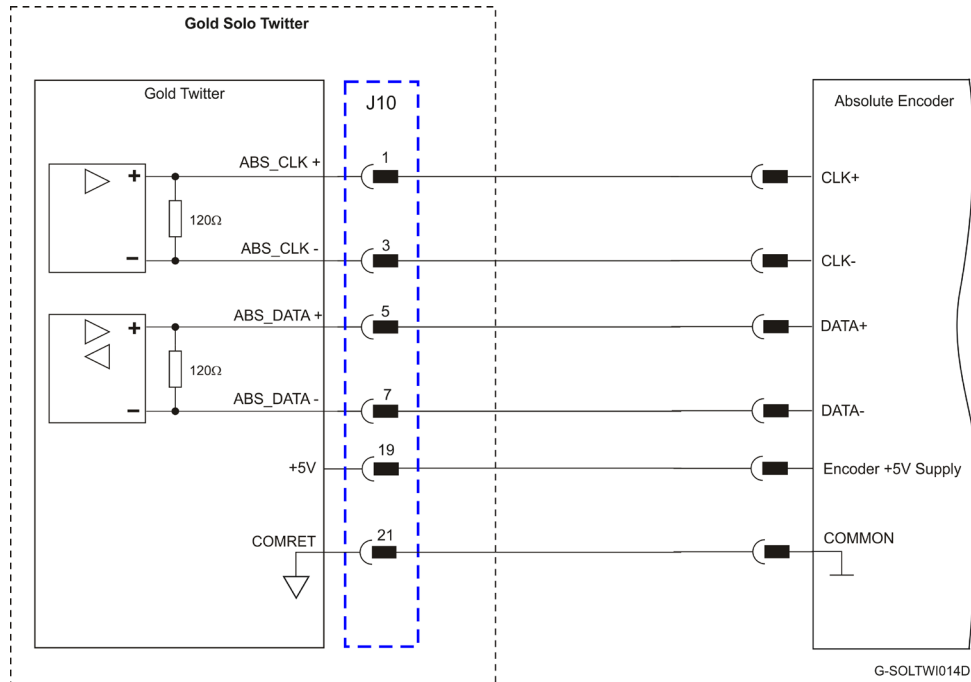 Gold Solo Twitter
Gold Twitter
J10
Absolute Encoder
ABS_CLK +
1
+
CLK+
120Ω
ABS_CLK -
3
−
CLK-
ABS_DATA +
5
+
DATA+
120Ω
ABS_DATA -
7
−
DATA-
+5V
19
Encoder +5V Supply
COMRET
21
COMMON
G-SOLTWI014D